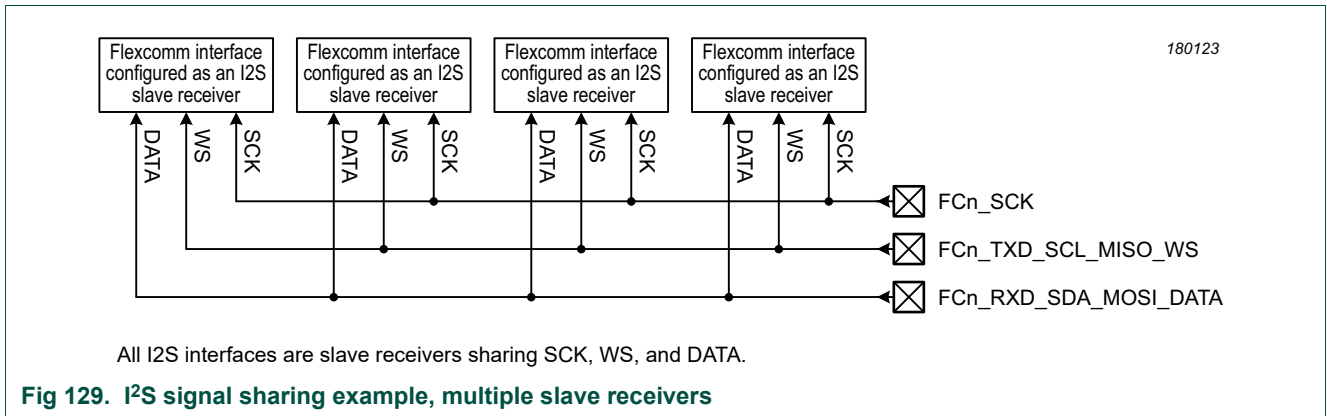 Flexcomm interface
configured as an I2S
slave receiver
Flexcomm interface
configured as an I2S
slave receiver
Flexcomm interface
configured as an I2S
slave receiver
Flexcomm interface
configured as an I2S
slave receiver
180123
DATA
WS
SCK
DATA
WS
SCK
DATA
WS
SCK
DATA
WS
SCK
FCn_SCK
FCn_TXD_SCL_MISO_WS
FCn_RXD_SDA_MOSI_DATA
All I2S interfaces are slave receivers sharing SCK, WS, and DATA.
Fig 129. I²S signal sharing example, multiple slave receivers